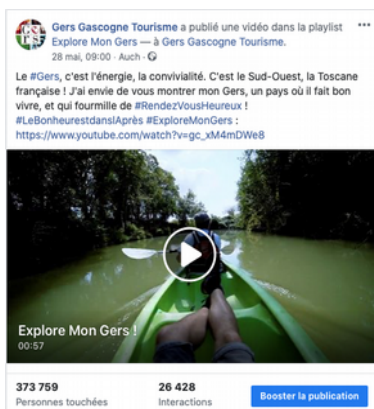 Gers Gascogne Tourisme a publié une vidéo dans la playlist
Explore Mon Gers — à Gers Gascogne Tourisme.
28 mai, 09:00 · Auch ·
Le #Gers, c'est l'énergie, la convivialité. C'est le Sud-Ouest, la Toscane
française ! J'ai envie de vous montrer mon Gers, un pays où il fait bon
vivre, et qui fourmille de #RendezVousHeureux !
#LeBonheurestdanslAprès #ExploreMonGers :
https://www.youtube.com/watch?v=gc_xM4mDWe8
Explore Mon Gers !
00:57
373 759
Personnes touchées
26 428
Interactions
Booster la publication